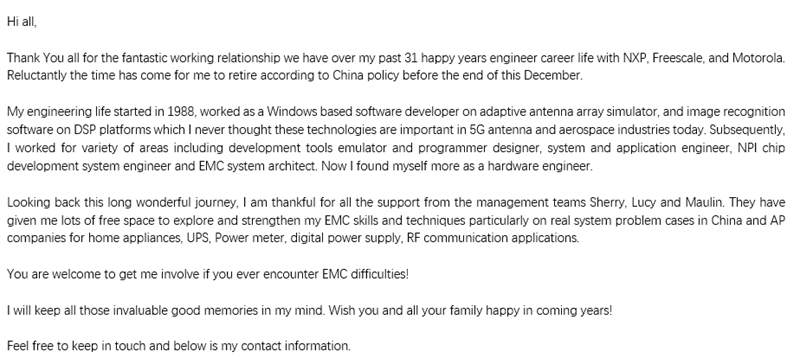 Hi all,
Thank You all for the fantastic working relationship we have over my past 31 happy years engineer career life with NXP, Freescale, and Motorola.
Reluctantly the time has come for me to retire according to China policy before the end of this December.
My engineering life started in 1988, worked as a Windows based software developer on adaptive antenna array simulator, and image recognition
software on DSP platforms which I never thought these technologies are important in 5G antenna and aerospace industries today. Subsequently,
I worked for variety of areas including development tools emulator and programmer designer, system and application engineer, NPI chip
development system engineer and EMC system architect. Now I found myself more as a hardware engineer.
Looking back this long wonderful journey, I am thankful for all the support from the management teams Sherry, Lucy and Maulin. They have
given me lots of free space to explore and strengthen my EMC skills and techniques particularly on real system problem cases in China and AP
companies for home appliances, UPS, Power meter, digital power supply, RF communication applications.
You are welcome to get me involve if you ever encounter EMC difficulties!
I will keep all those invaluable good memories in my mind. Wish you and all your family happy in coming years!
Feel free to keep in touch and below is my contact information.